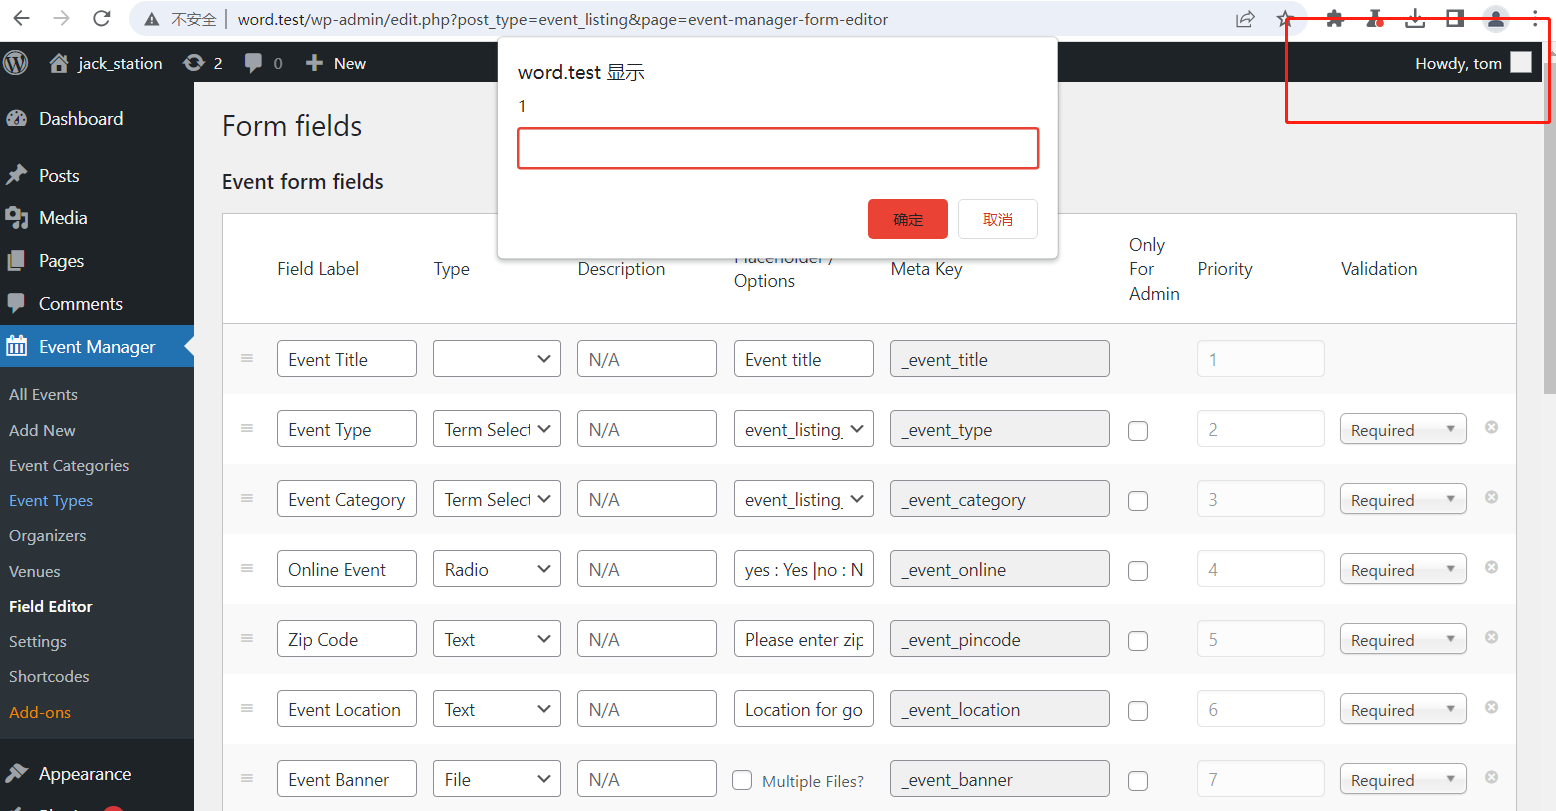 不安全 | word.test/wp-admin/edit.php?post_type=event_listing&page=event-manager-form-editor
jack_station 2 0 New Howdy, tom
word.test 显示
1
确定 取消
Dashboard
Posts
Media
Pages
Comments
Event Manager
All Events
Add New
Event Categories
Event Types
Organizers
Venues
Field Editor
Settings
Shortcodes
Add-ons
Appearance
Form fields
Event form fields
Field Label Type Description Placeholder / Options Meta Key Only For Admin Priority Validation
Event Title N/A Event title _event_title 1
Event Type Term Select N/A event_listing_ _event_type 2 Required
Event Category Term Select N/A event_listing_ _event_category 3 Required
Online Event Radio N/A yes : Yes |no : N _event_online 4 Required
Zip Code Text N/A Please enter zip _event_pincode 5 Required
Event Location Text N/A Location for go _event_location 6 Required
Event Banner File N/A Multiple Files? _event_banner 7 Required